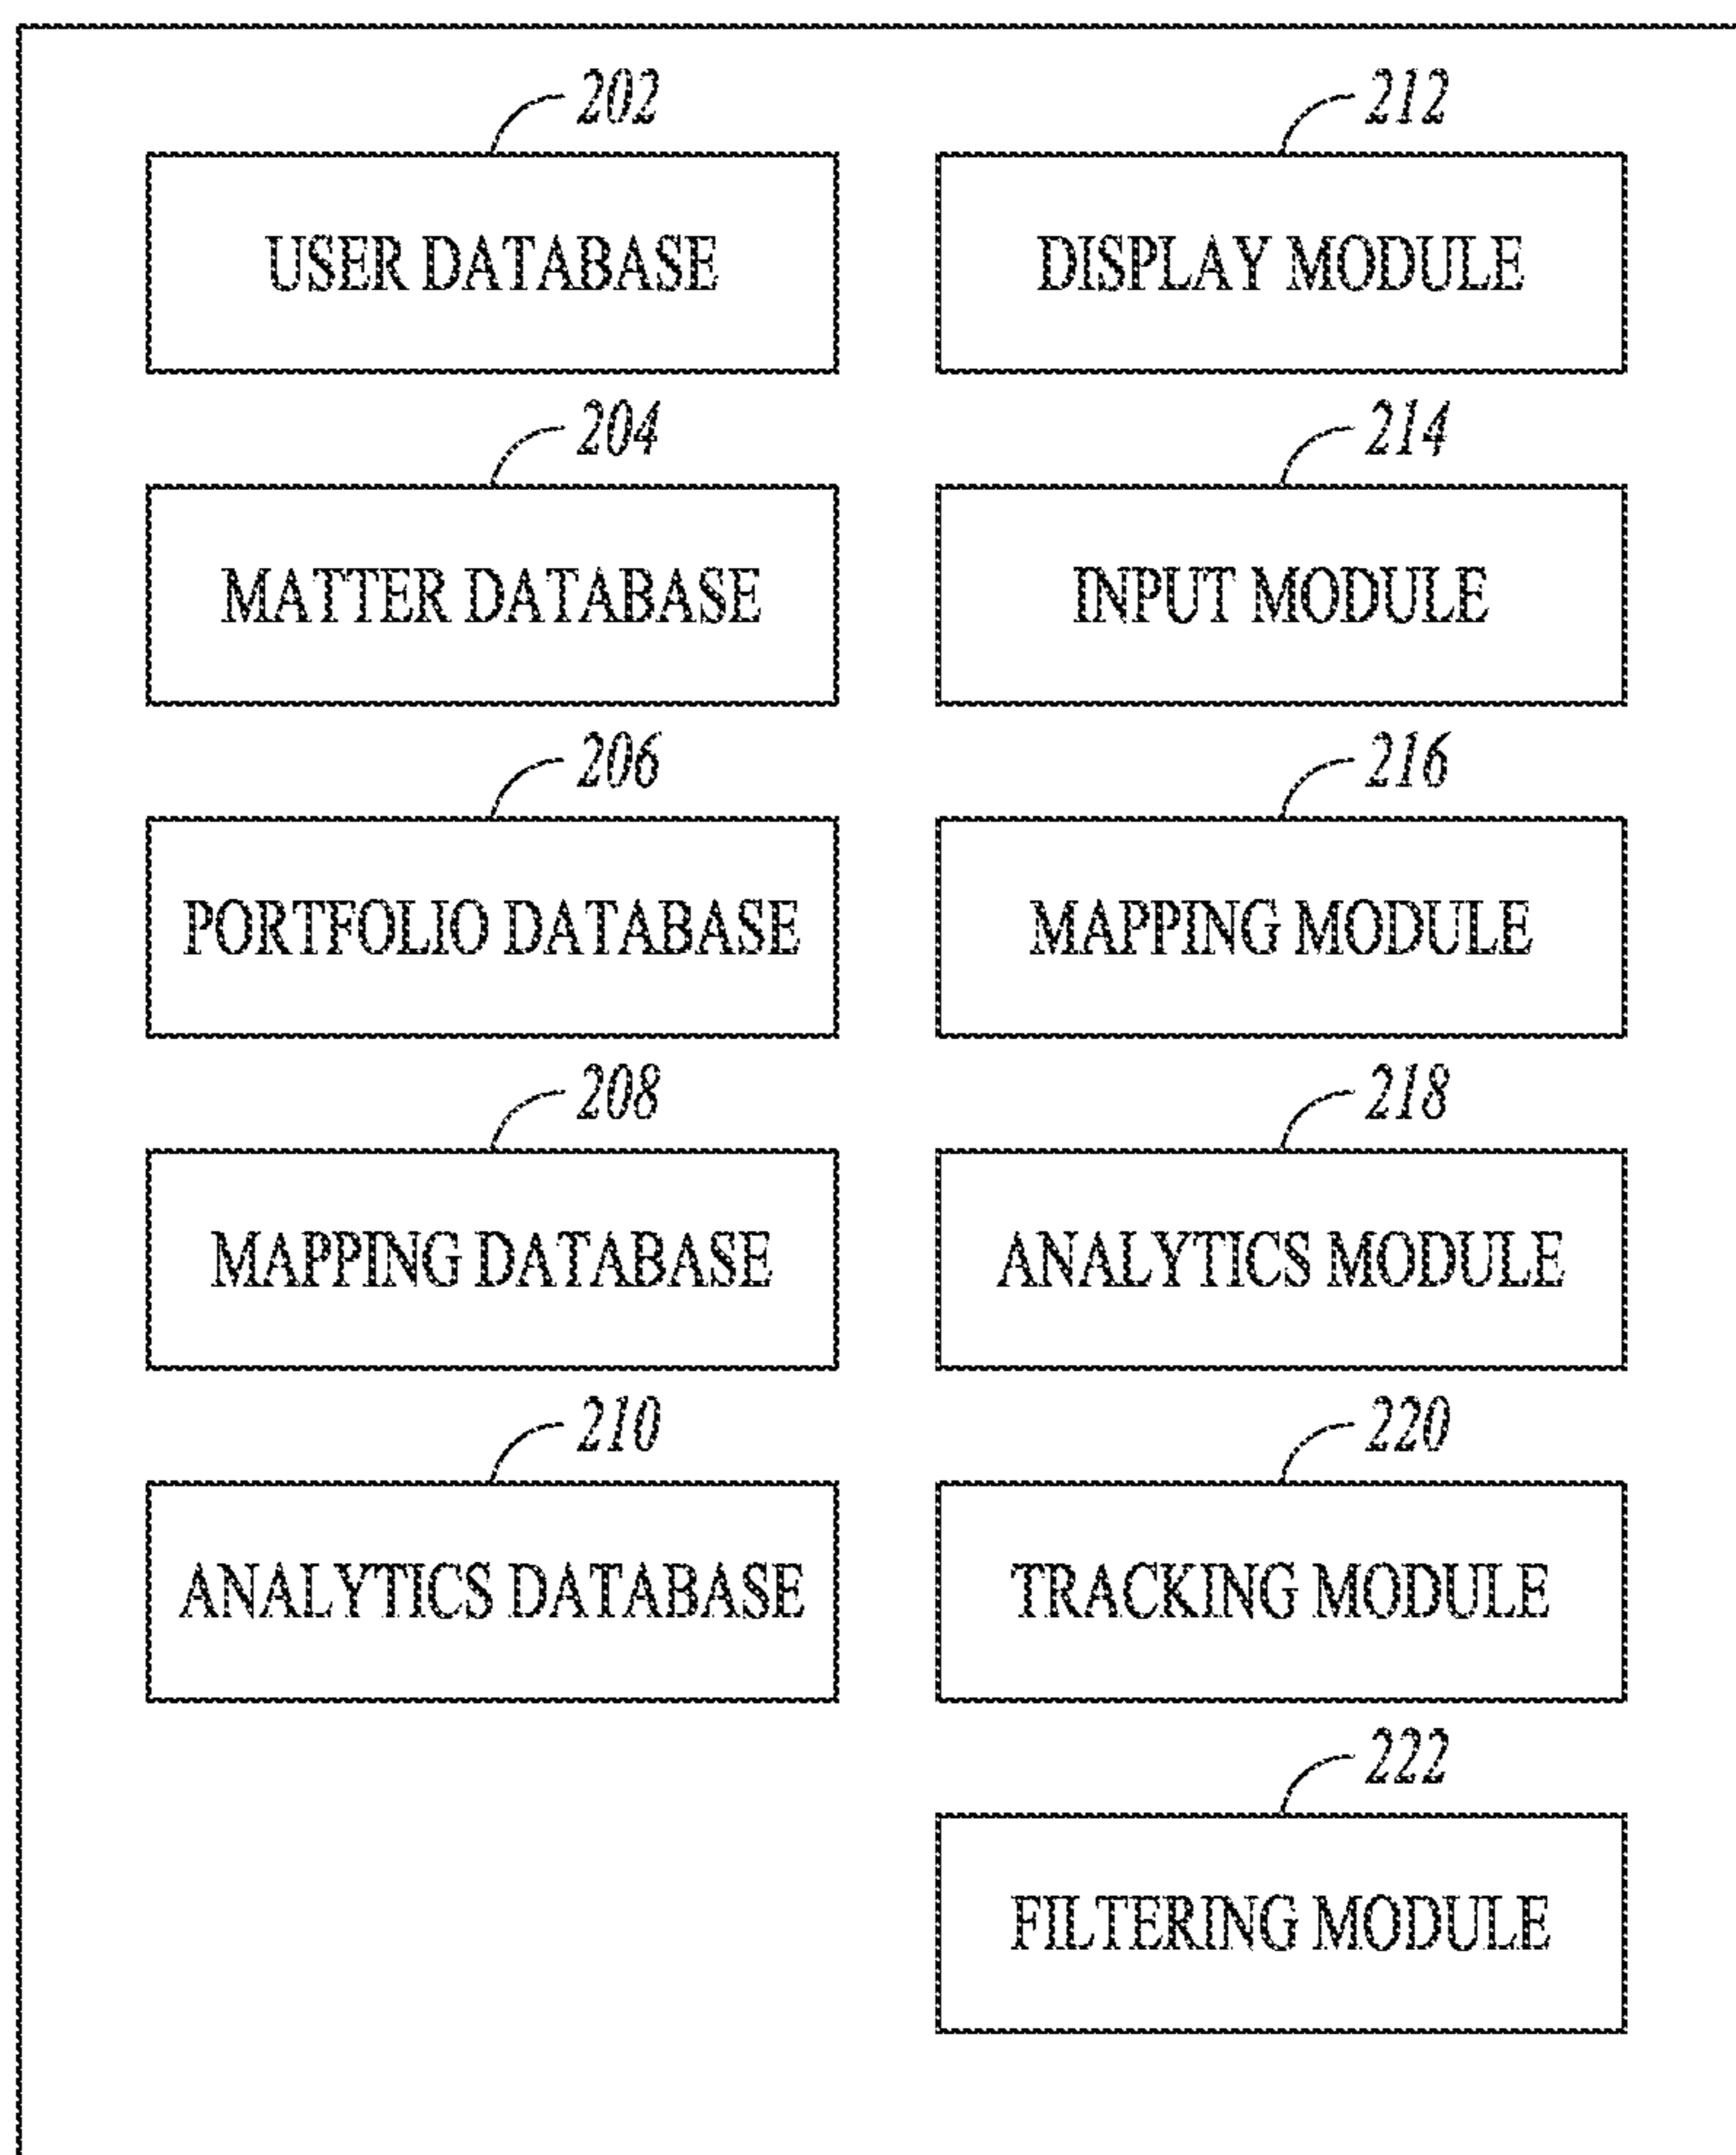 202
USER DATABASE
212
DISPLAY MODULE
204
MATTER DATABASE
214
INPUT MODULE
206
PORTFOLIO DATABASE
216
MAPPING MODULE
208
MAPPING DATABASE
218
ANALYTICS MODULE
210
ANALYTICS DATABASE
220
TRACKING MODULE
222
FILTERING MODULE